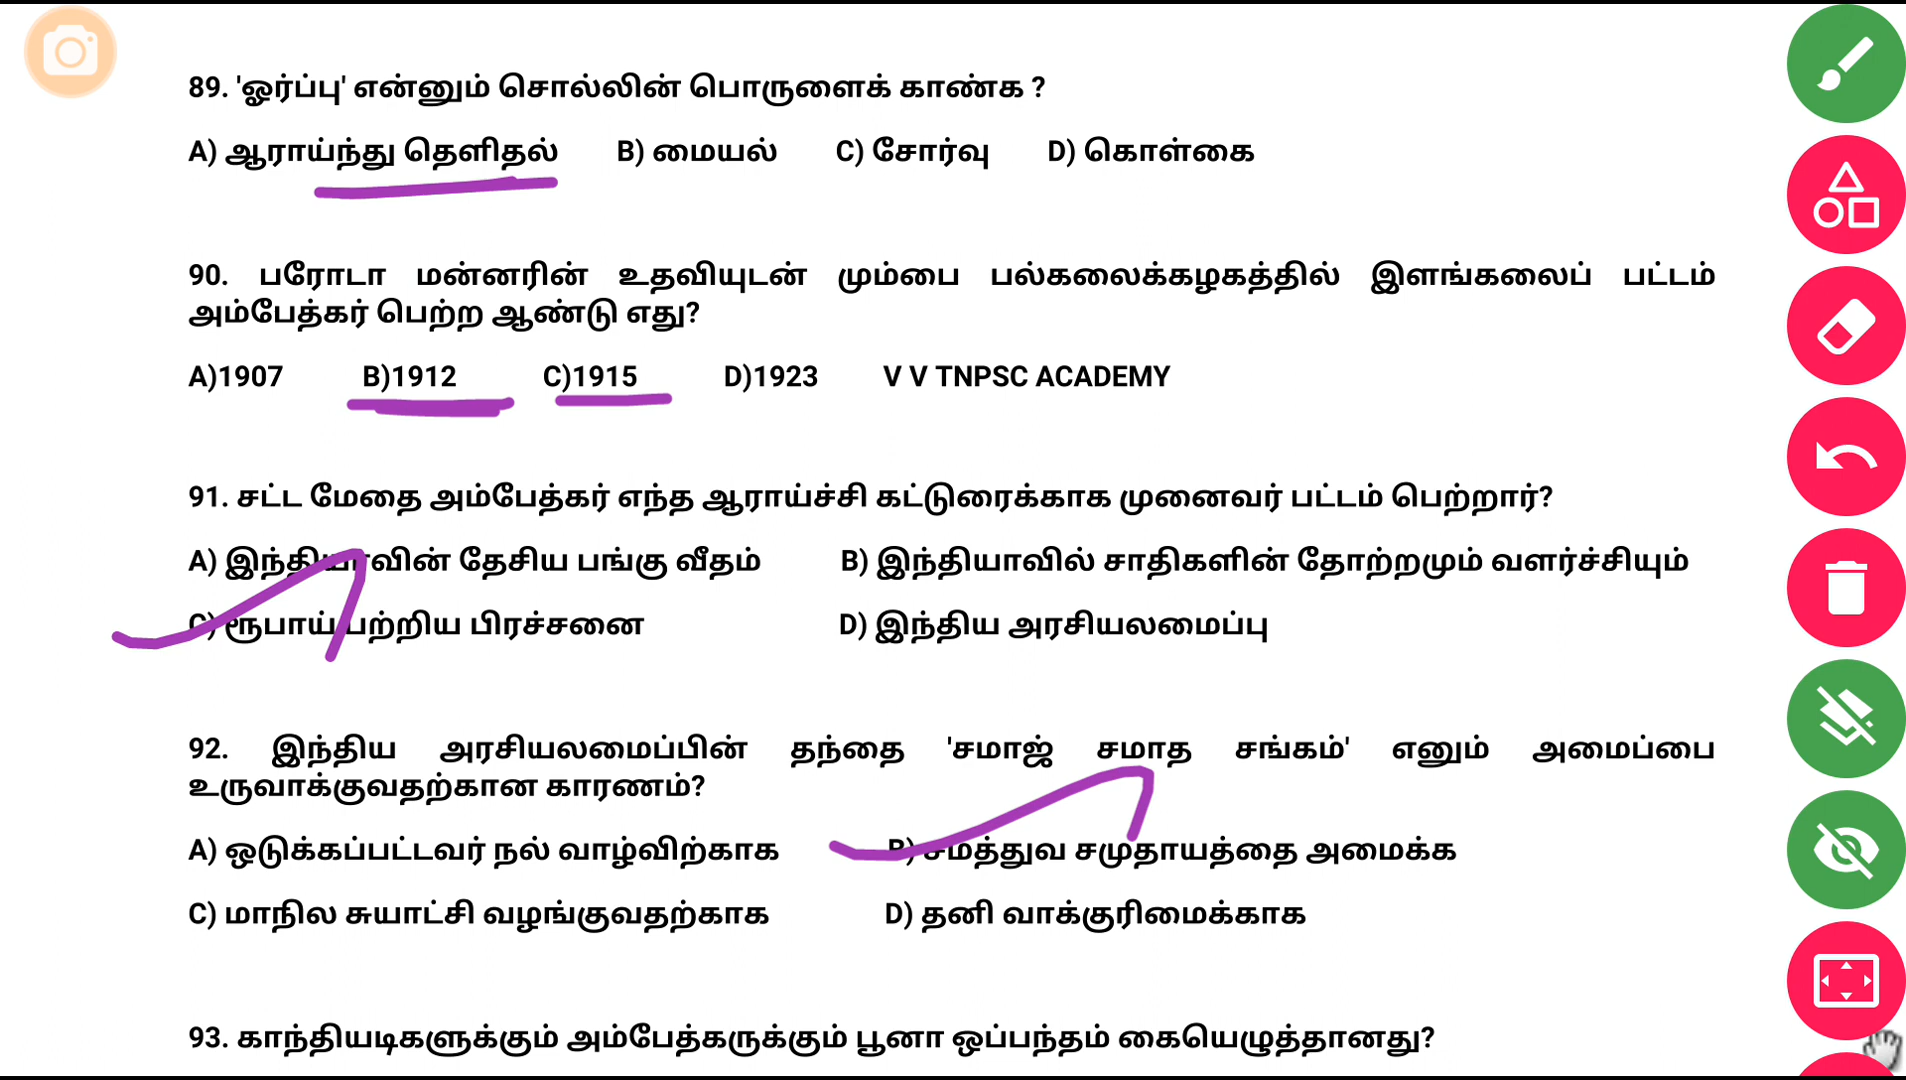 89. 'ஓர்ப்பு' என்னும் சொல்லின் பொருளைக் காண்க ?
A) ஆராய்ந்து தெளிதல் B) மையல் C) சோர்வு D) கொள்கை
90. பரோடா மன்னரின் உதவியுடன் மும்பை பல்கலைக்கழகத்தில் இளங்கலைப் பட்டம்
அம்பேத்கர் பெற்ற ஆண்டு எது?
A)1907 B)1912 C)1915 D)1923 V V TNPSC ACADEMY
91. சட்ட மேதை அம்பேத்கர் எந்த ஆராய்ச்சி கட்டுரைக்காக முனைவர் பட்டம் பெற்றார்?
A) இந்தியாவின் தேசிய பங்கு வீதம் B) இந்தியாவில் சாதிகளின் தோற்றமும் வளர்ச்சியும்
C) ரூபாய் பற்றிய பிரச்சனை D) இந்திய அரசியலமைப்பு
92. இந்திய அரசியலமைப்பின் தந்தை 'சமாஜ் சமாத சங்கம்' எனும் அமைப்பை
உருவாக்குவதற்கான காரணம்?
A) ஒடுக்கப்பட்டவர் நல் வாழ்விற்காக B) சமத்துவ சமுதாயத்தை அமைக்க
C) மாநில சுயாட்சி வழங்குவதற்காக D) தனி வாக்குரிமைக்காக
93. காந்தியடிகளுக்கும் அம்பேத்கருக்கும் பூனா ஒப்பந்தம் கையெழுத்தானது?